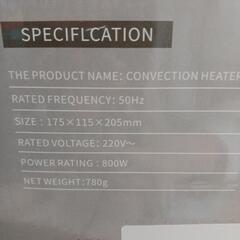 SPECIFLCATION
THE PRODUCT NAME: CONVECTION HEATER
RATED FREQUENCY: 50Hz
SIZE : 175×115×205mm
RATED VOLTAGE: 220V～
POWER RATING : 800W
NET WEIGHT:780g